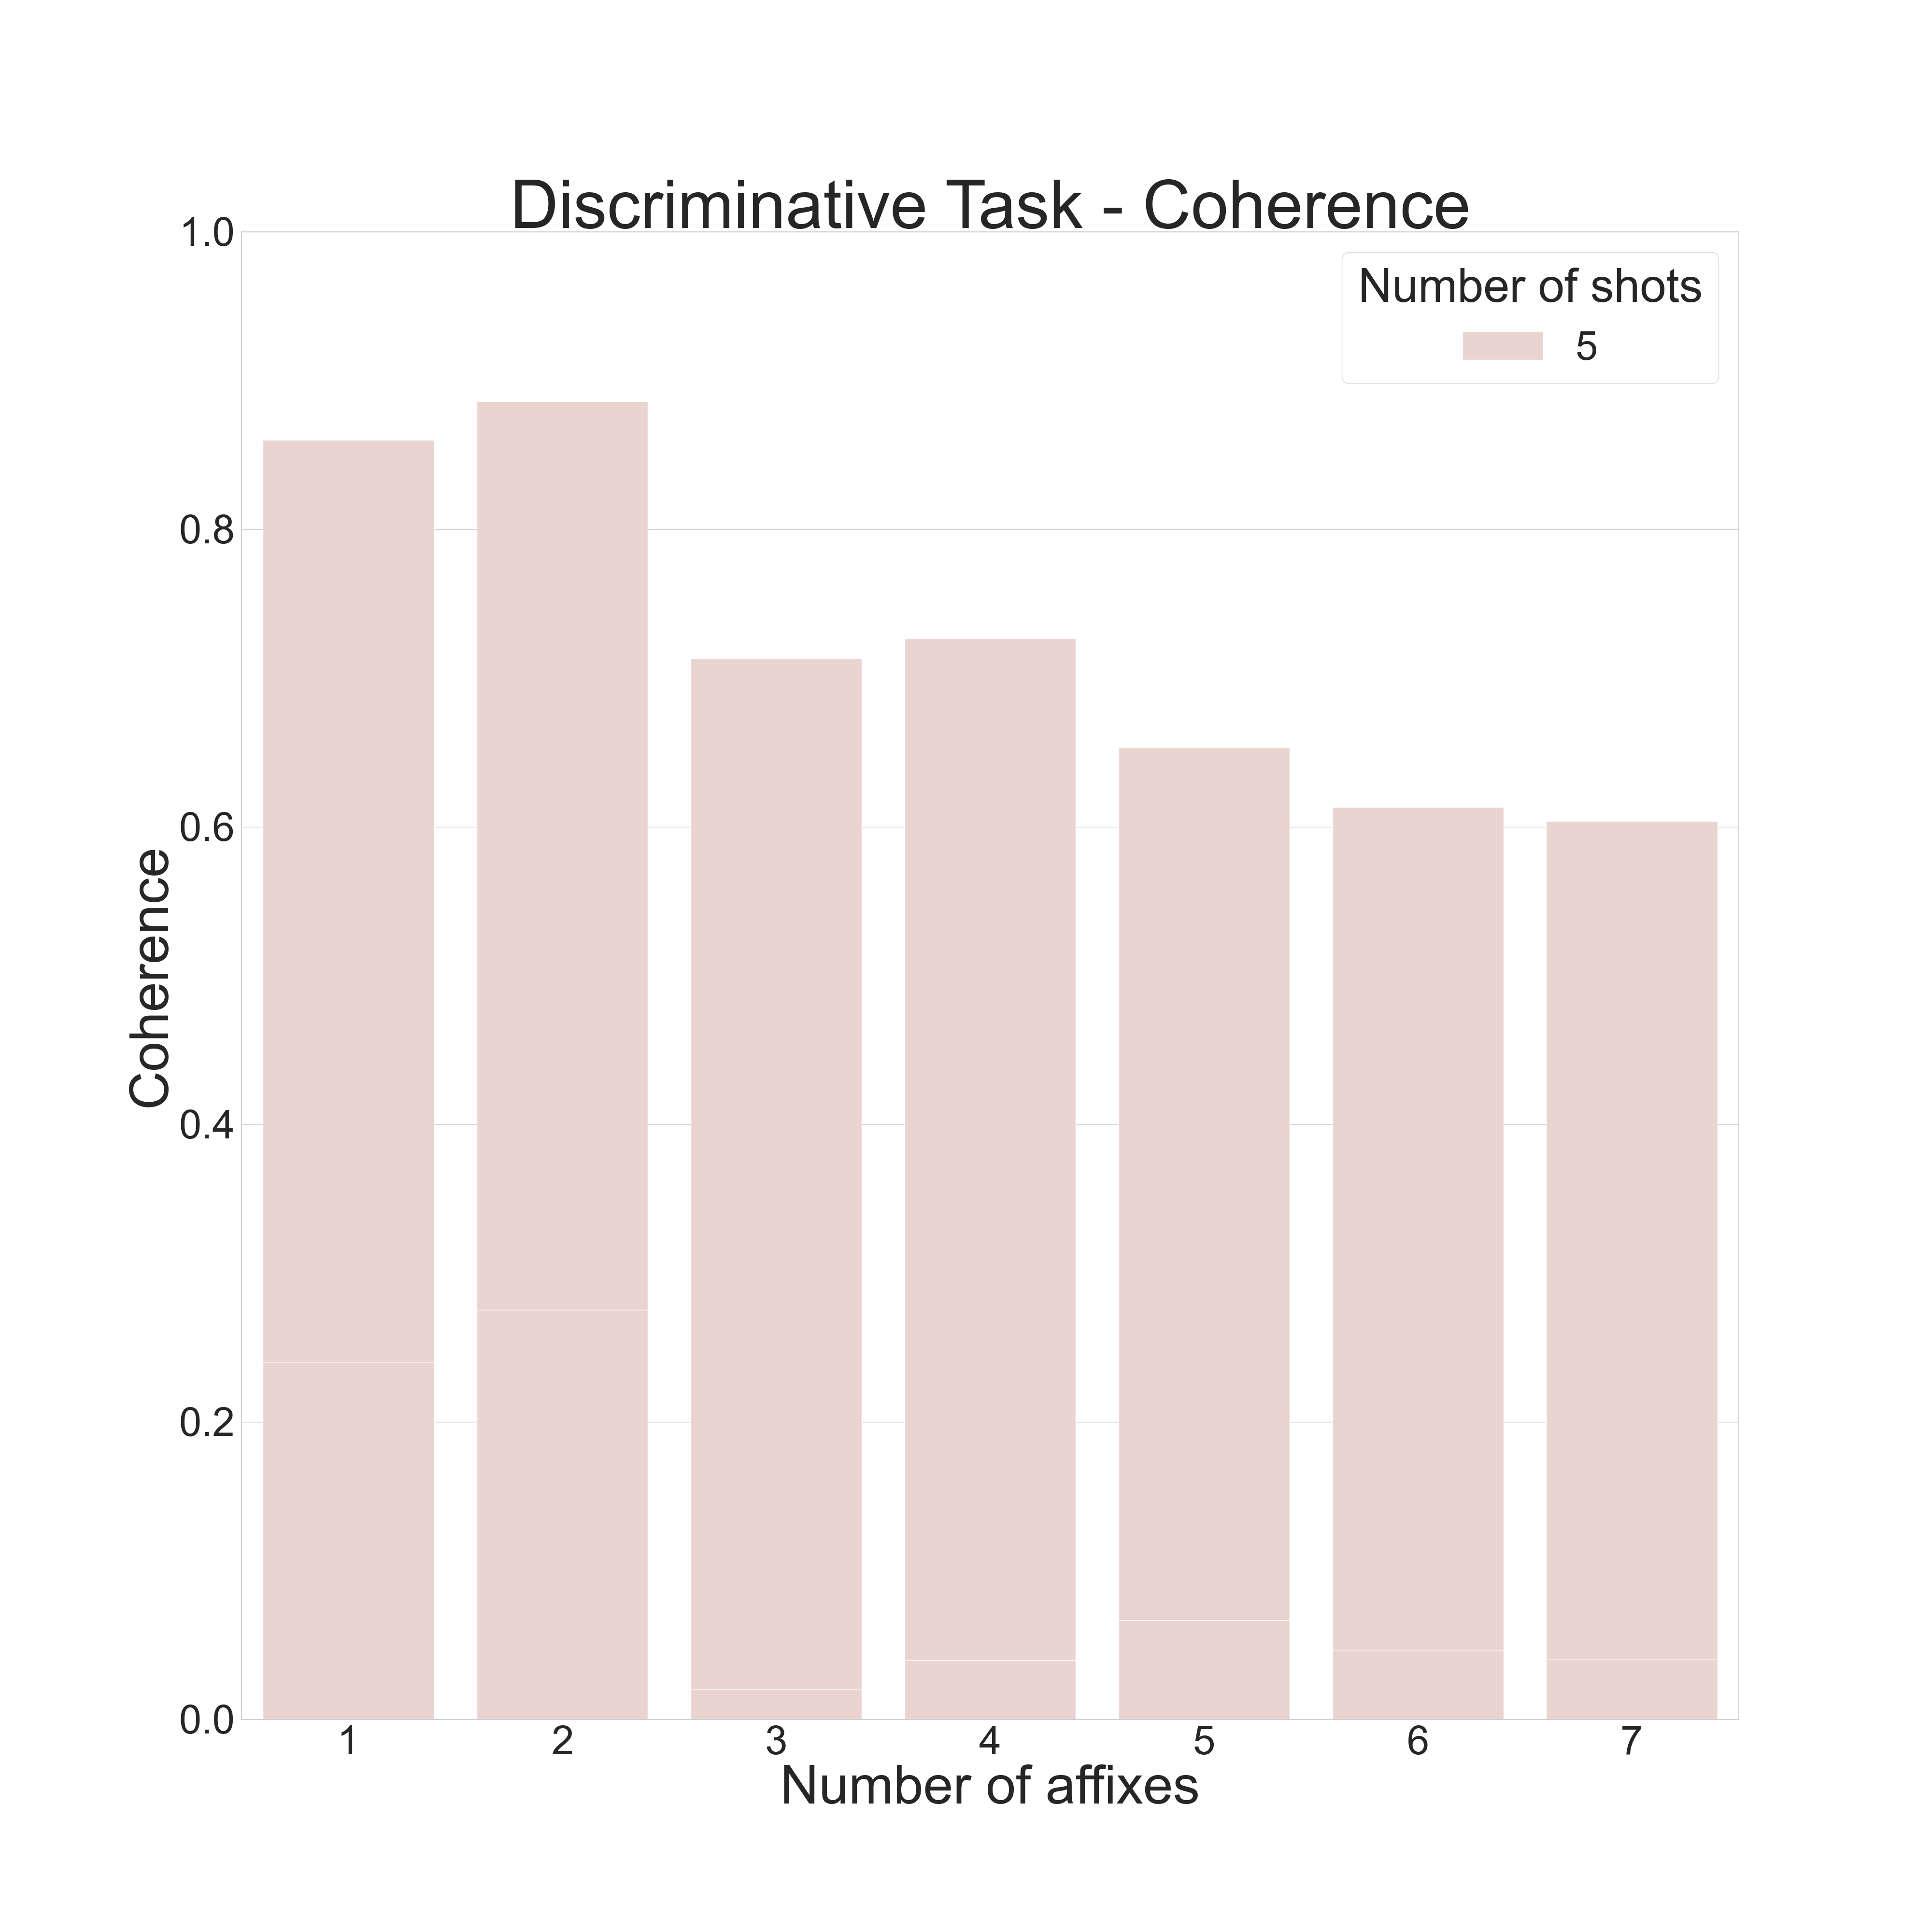 Discriminative Task - Coherence
1.0
Number of shots
5
0.8
0.6
Coherence
0.4
0.2
0.0
1 2 3 4 5 6 7
Number of affixes